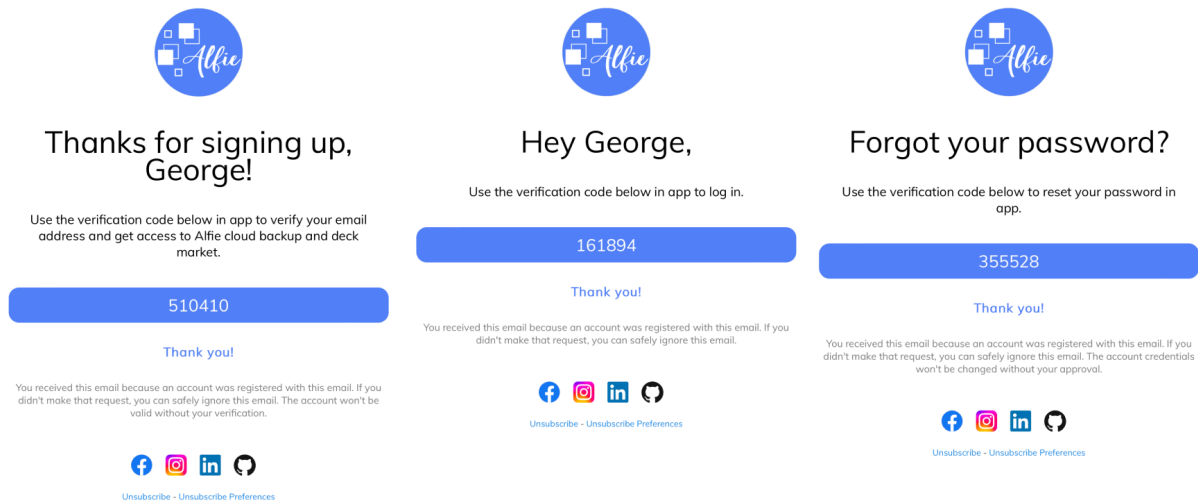 Alfie
Thanks for signing up,
George!
Use the verification code below in app to verify your email
address and get access to Alfie cloud backup and deck
market.
510410
Thank you!
You received this email because an account was registered with this email. If you
didn't make that request, you can safely ignore this email. The account won't be
valid without your verification.
Unsubscribe - Unsubscribe Preferences
Alfie
Hey George,
Use the verification code below in app to log in.
161894
Thank you!
You received this email because an account was registered with this email. If you
didn't make that request, you can safely ignore this email.
Unsubscribe - Unsubscribe Preferences
Alfie
Forgot your password?
Use the verification code below to reset your password in
app.
355528
Thank you!
You received this email because an account was registered with this email. If you
didn't make that request, you can safely ignore this email. The account credentials
won't be changed without your approval.
Unsubscribe - Unsubscribe Preferences